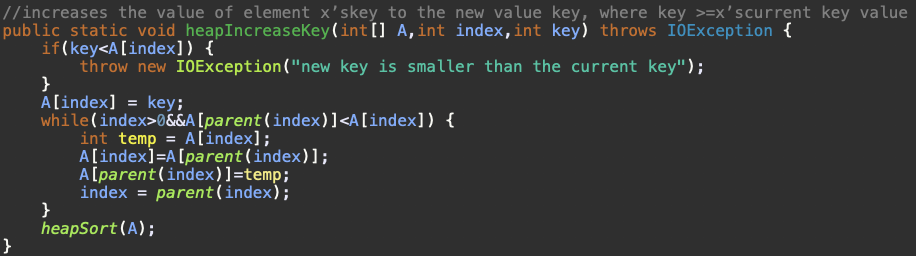 //increases the value of element x’skey to the new value key, where key >=x’scurrent key value
public static void heapIncreaseKey(int[] A,int index,int key) throws IOException {
    if(key<A[index]) {
        throw new IOException("new key is smaller than the current key");
    }
    A[index] = key;
    while(index>0&&A[parent(index)]<A[index]) {
        int temp = A[index];
        A[index]=A[parent(index)];
        A[parent(index)]=temp;
        index = parent(index);
    }
    heapSort(A);
}